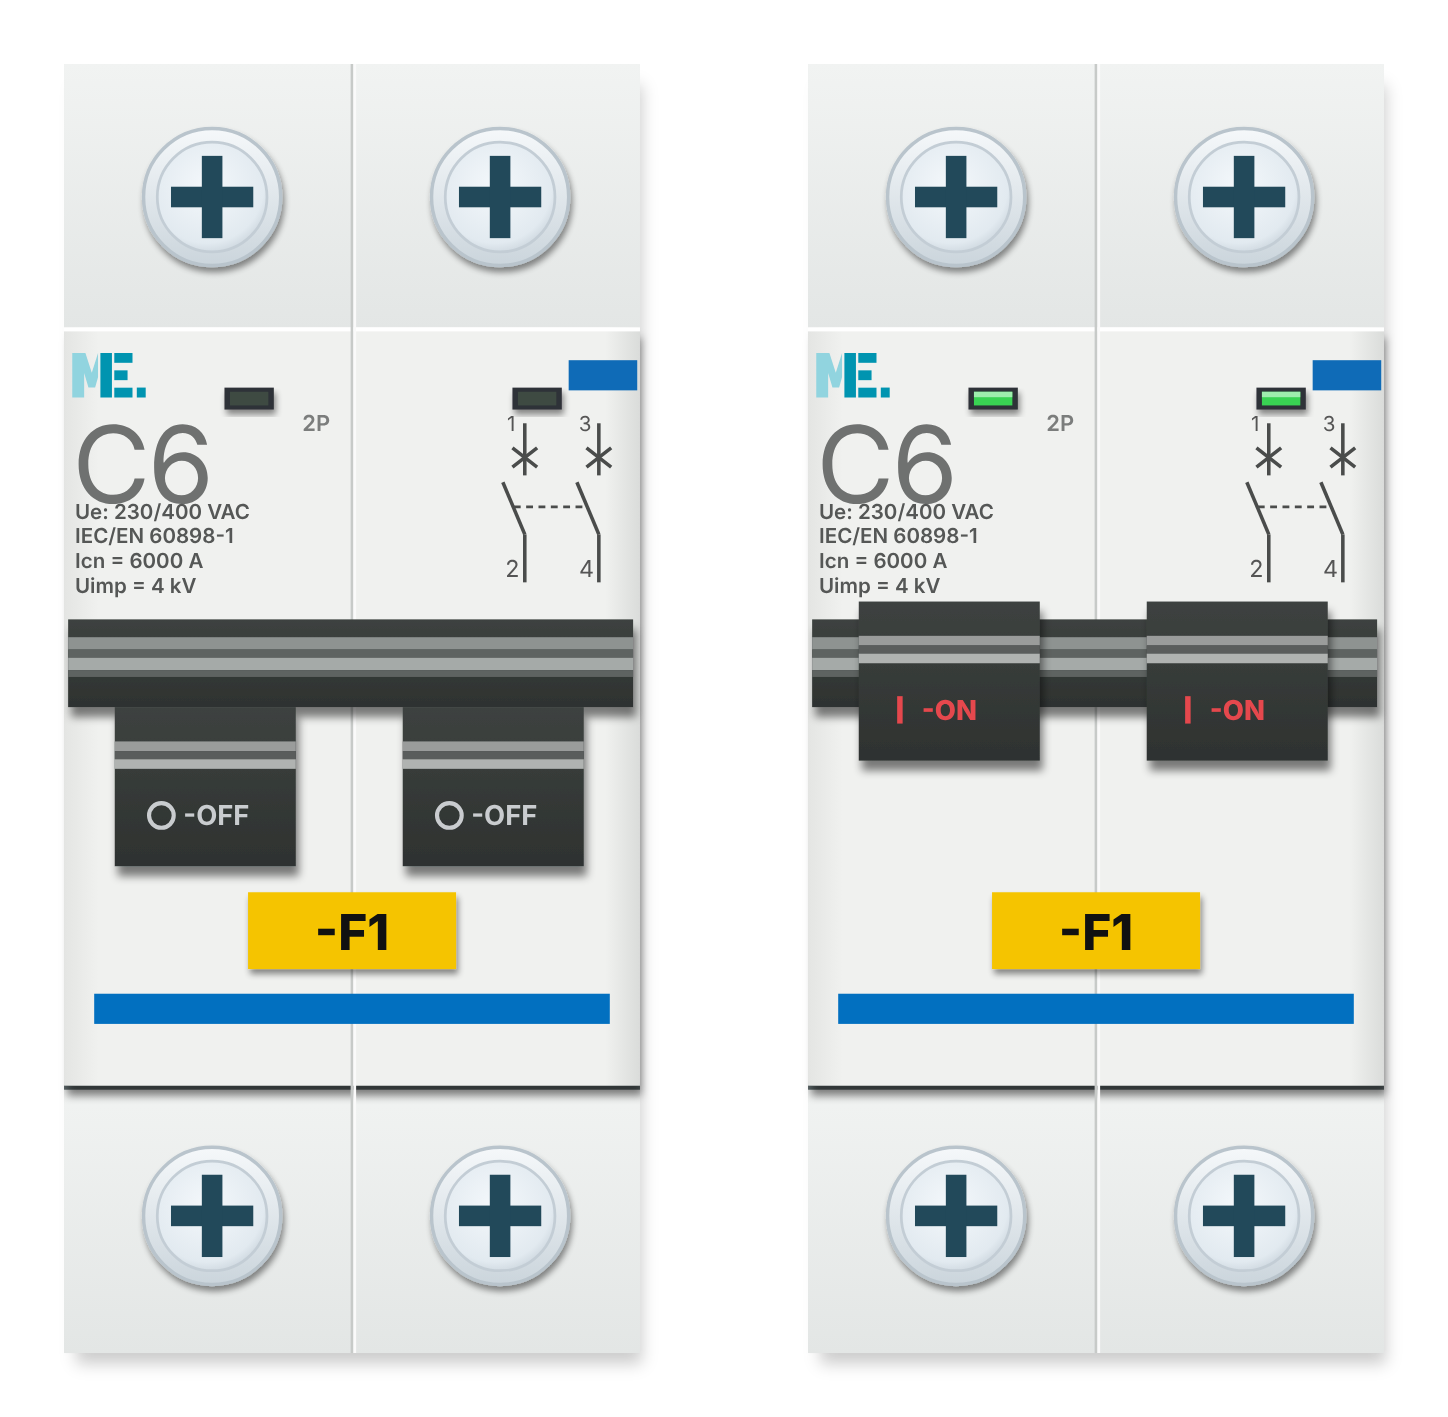 ME.
2P
C6
1 3
Ue: 230/400 VAC
IEC/EN 60898-1
Icn = 6000 A
Uimp = 4 kV
2 4
O -OFF
O -OFF
-F1
ME.
2P
C6
1 3
Ue: 230/400 VAC
IEC/EN 60898-1
Icn = 6000 A
Uimp = 4 kV
2 4
I -ON
I -ON
-F1